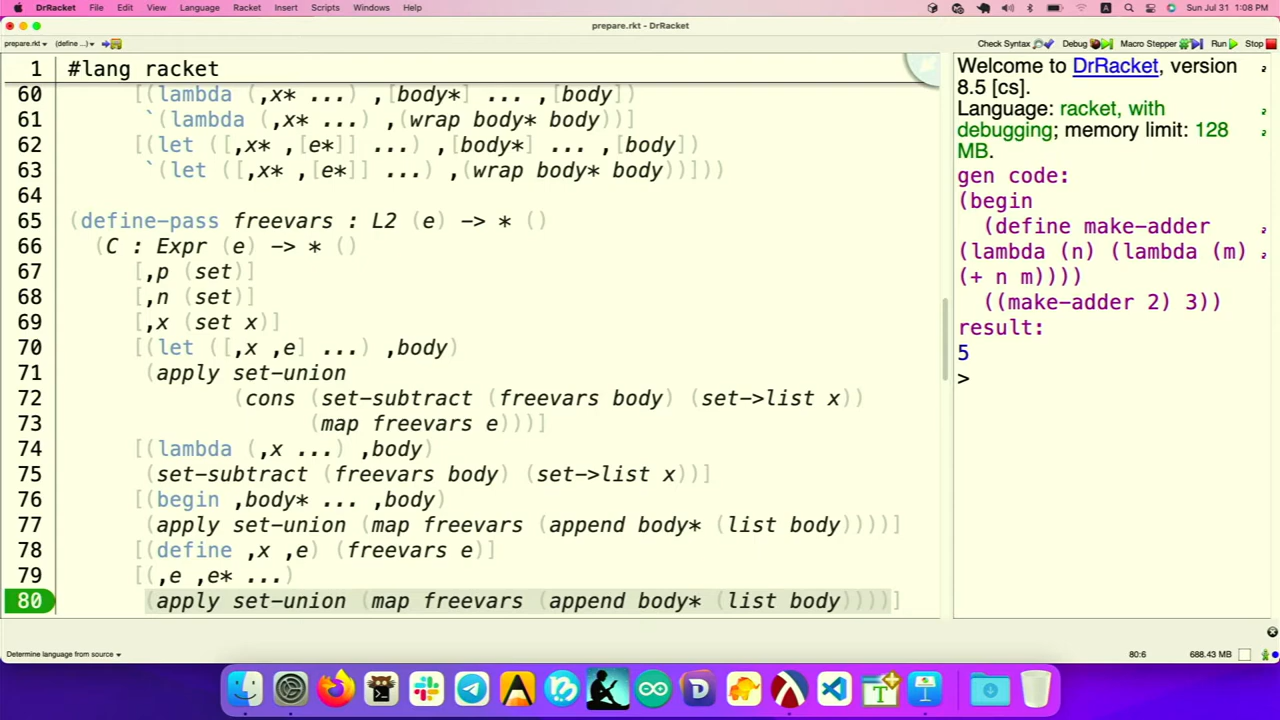 DrRacket File Edit View Language Racket Insert Scripts Windows Help Sun Jul 31 1:08 PM
prepare.rkt - DrRacket
prepare.rkt (define ...) Check Syntax Debug Macro Stepper Run Stop
1 #lang racket
60 [(lambda (,x* ...) ,[body*] ... ,[body])
61 `(lambda (,x* ...) ,(wrap body* body))]
62 [(let ([,x* ,[e*]] ...) ,[body*] ... ,[body])
63 `(let ([,x* ,[e*]] ...) ,(wrap body* body))]))
64
65 (define-pass freevars : L2 (e) -> * ()
66 (C : Expr (e) -> * ()
67 [,p (set)]
68 [,n (set)]
69 [,x (set x)]
70 [(let ([,x ,e] ...) ,body)
71 (apply set-union
72 (cons (set-subtract (freevars body) (set->list x))
73 (map freevars e)))]
74 [(lambda (,x ...) ,body)
75 (set-subtract (freevars body) (set->list x))]
76 [(begin ,body* ... ,body)
77 (apply set-union (map freevars (append body* (list body))))]
78 [(define ,x ,e) (freevars e)]
79 [(,e ,e* ...)
80 (apply set-union (map freevars (append body* (list body))))]
Welcome to DrRacket, version
8.5 [cs].
Language: racket, with
debugging; memory limit: 128
MB.
gen code:
(begin
(define make-adder
(lambda (n) (lambda (m)
(+ n m))))
((make-adder 2) 3))
result:
5
>
Determine language from source 80:6 688.43 MB